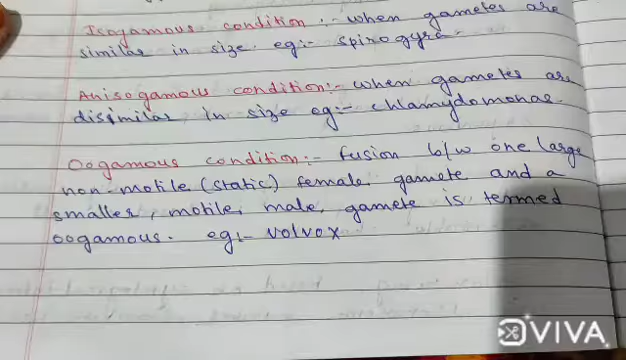 Isogamous condition :- when gametes are
similar in size. eg:- spirogyra.
Anisogamous condition:- when gametes are
dissimilar in size eg:- chlamydomonas.
Oogamous condition:- fusion b/w one large
non-motile (static) female gamete and a
smaller, motile, male, gamete is termed
oogamous. eg:- volvox
VIVA